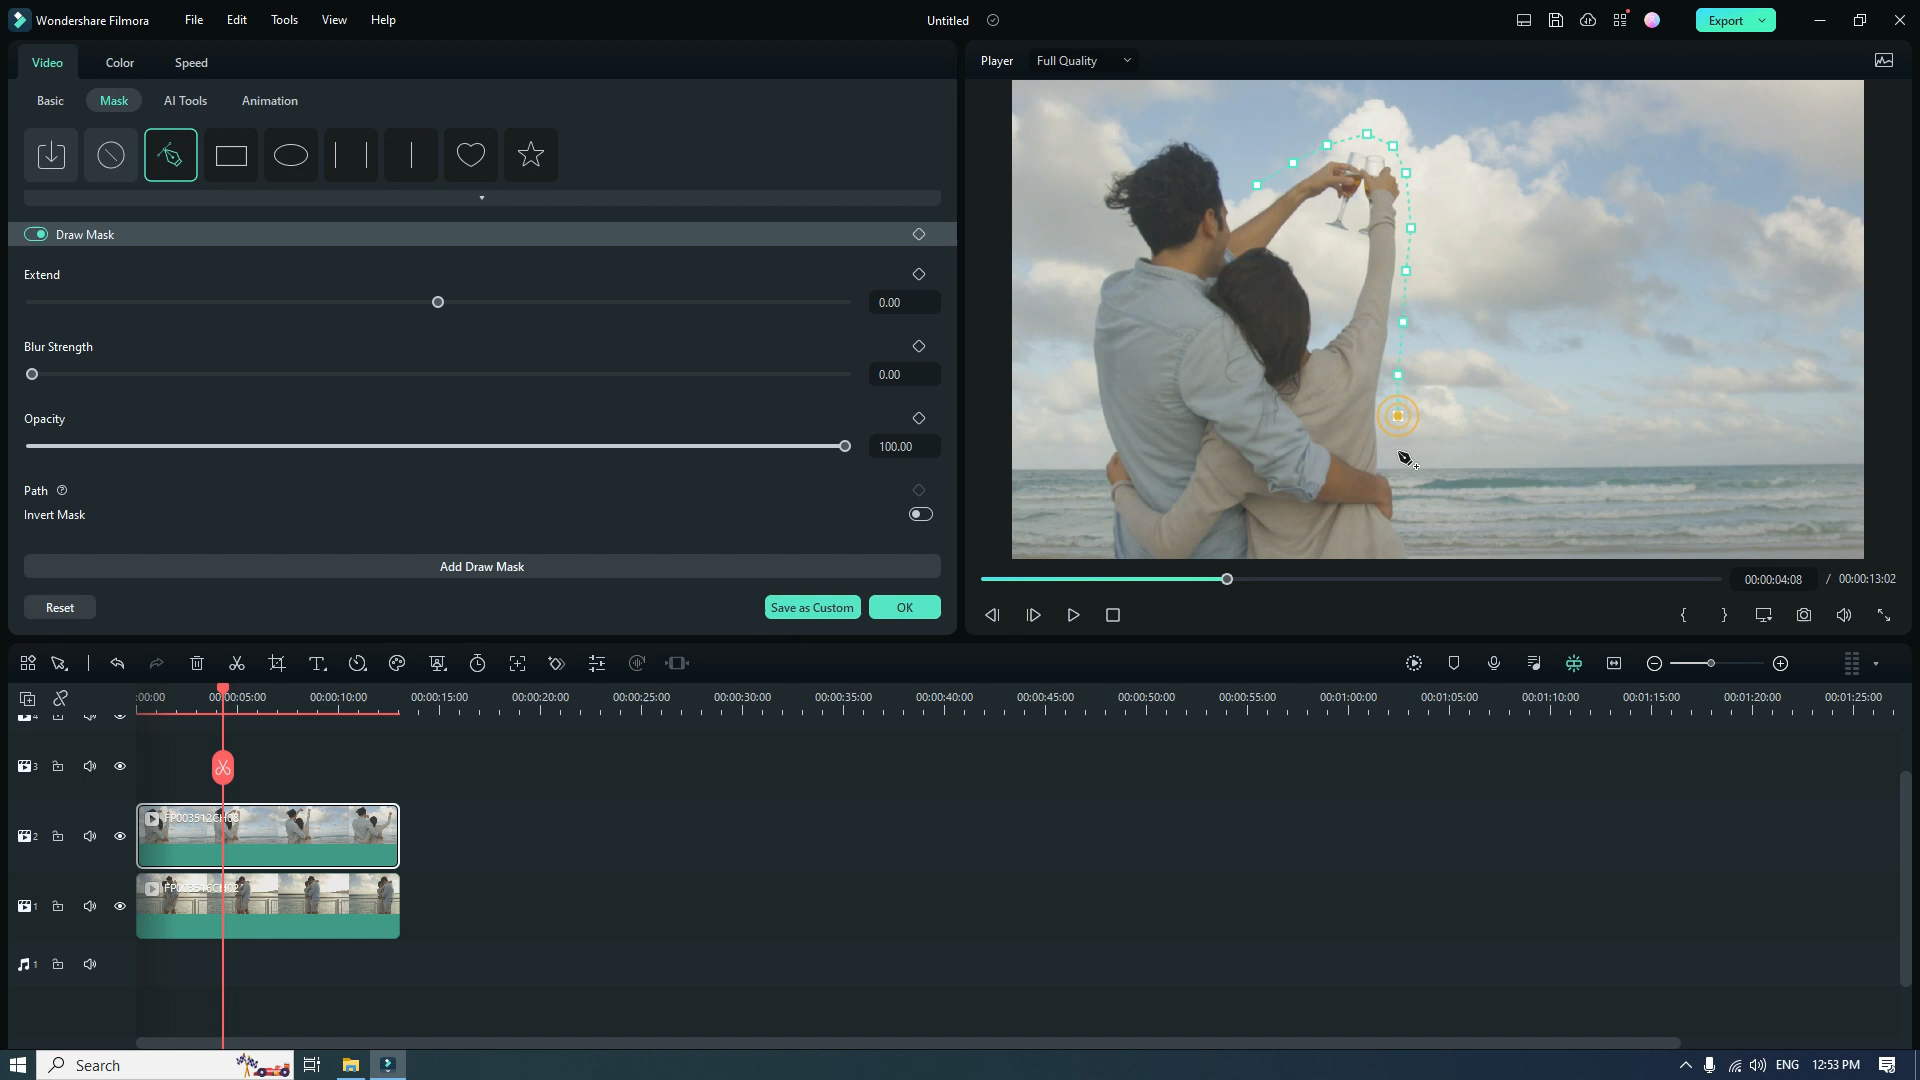 Wondershare Filmora File Edit Tools View Help Untitled Export
Video Color Speed
Player Full Quality
Basic Mask AI Tools Animation
Draw Mask
Extend
0.00
Blur Strength
0.00
Opacity
100.00
Path
Invert Mask
Add Draw Mask
Reset Save as Custom OK
00:00:04:08 / 00:00:13:02
:00:00 00:00:05:00 00:00:10:00 00:00:15:00 00:00:20:00 00:00:25:00 00:00:30:00 00:00:35:00 00:00:40:00 00:00:45:00 00:00:50:00 00:00:55:00 00:01:00:00 00:01:05:00 00:01:10:00 00:01:15:00 00:01:20:00 00:01:25:00
4
3
2
FP003512CH08
1
FP003516CH02
1
Search
ENG 12:53 PM